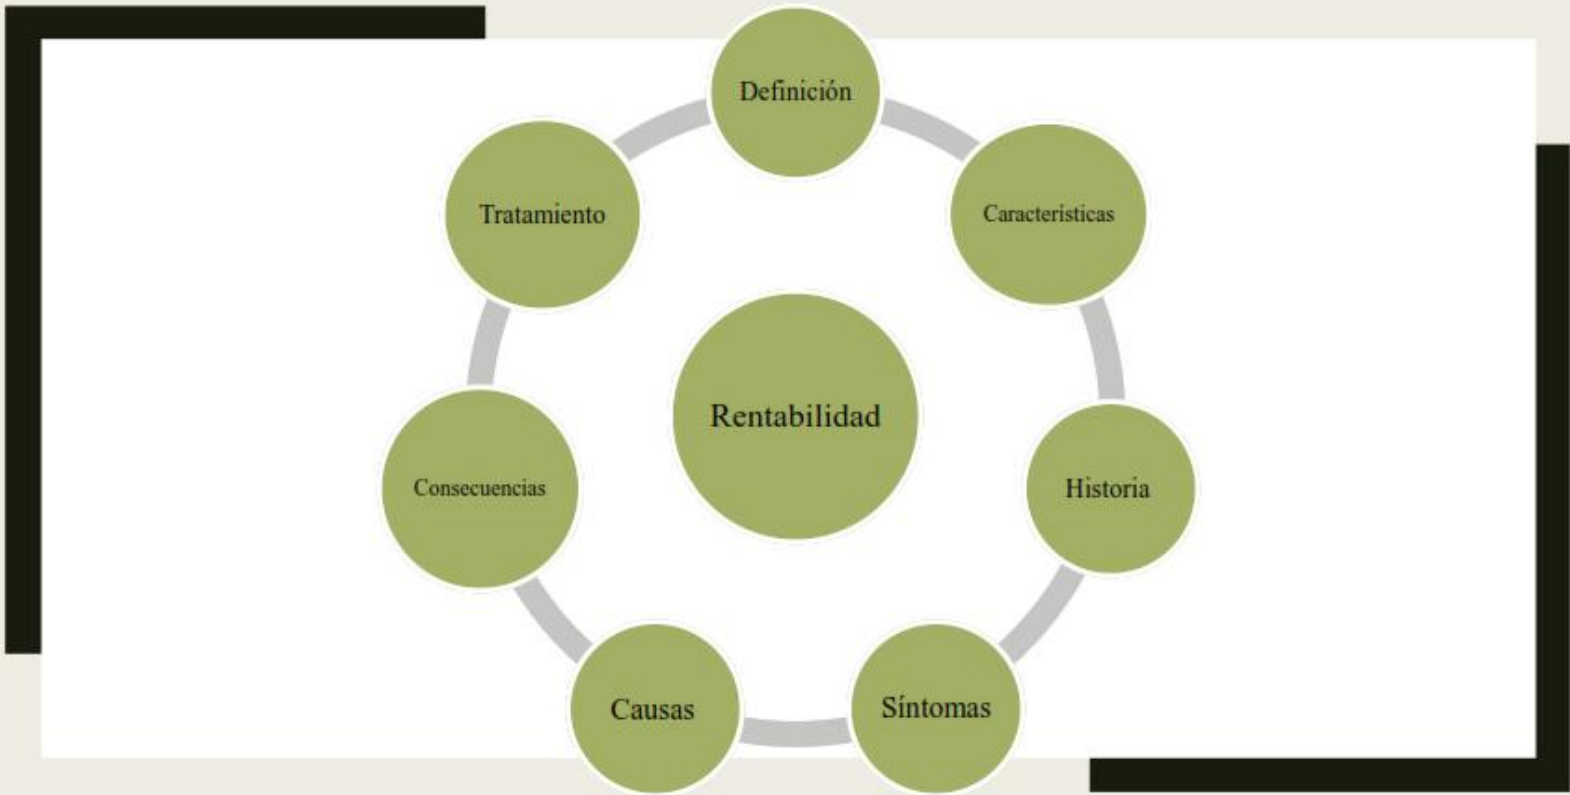 Definición
Características
Historia
Síntomas
Causas
Consecuencias
Tratamiento
Rentabilidad